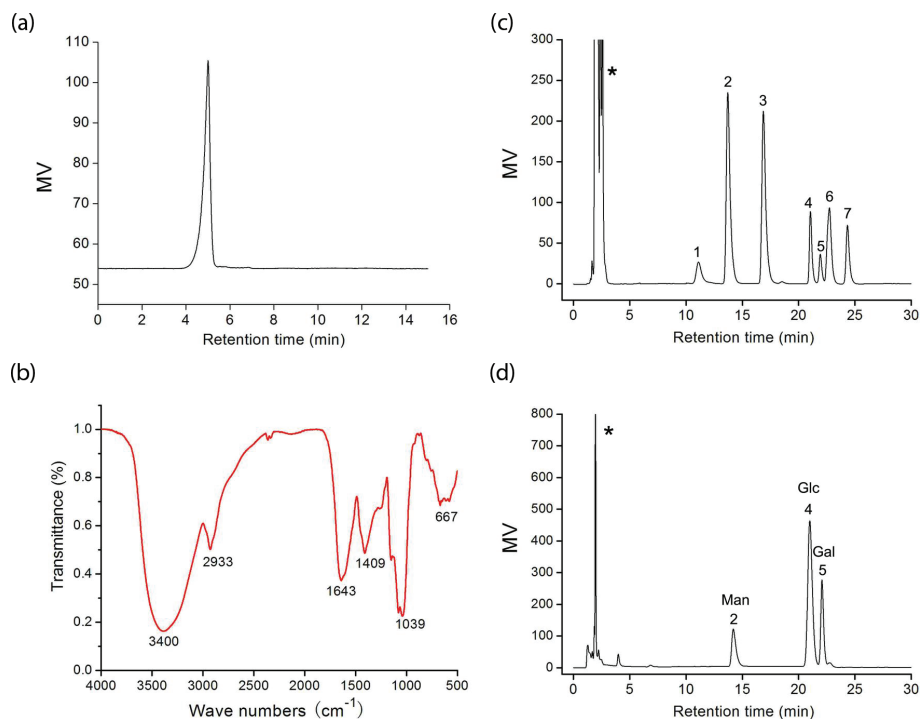 (a)
110
100
90
80
70
60
50
MV
0 2 4 6 8 10 12 14 16
Retention time (min)
(b)
1.0
0.8
0.6
0.4
0.2
0.0
Transmittance (%)
3400
2933
1643
1409
1039
667
4000 3500 3000 2500 2000 1500 1000 500
Wave numbers (cm⁻¹)
(c)
300
250
200
150
100
50
0
MV
*
1
2
3
4
5
6
7
0 5 10 15 20 25 30
Retention time (min)
(d)
800
700
600
500
400
300
200
100
0
MV
*
Man
2
Glc
4
Gal
5
0 5 10 15 20 25 30
Retention time (min)